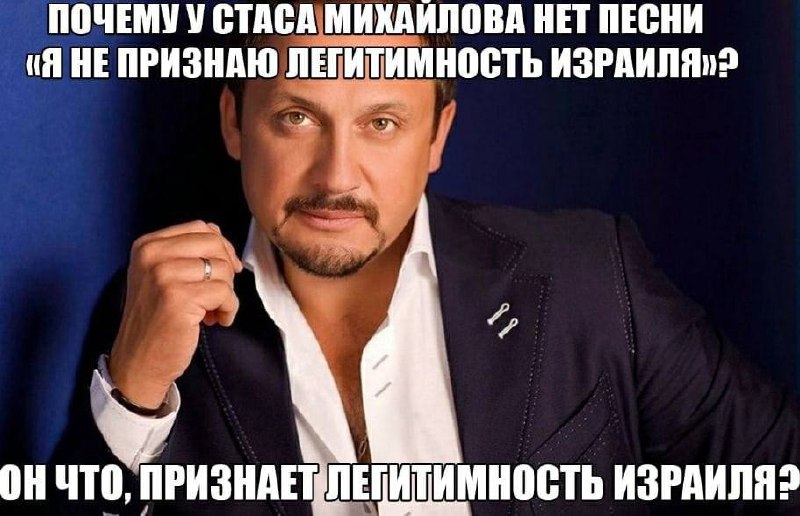 ПОЧЕМУ У СТАСА МИХАЙЛОВА НЕТ ПЕСНИ
«Я НЕ ПРИЗНАЮ ЛЕГИТИМНОСТЬ ИЗРАИЛЯ»?
ОН ЧТО, ПРИЗНАЕТ ЛЕГИТИМНОСТЬ ИЗРАИЛЯ?